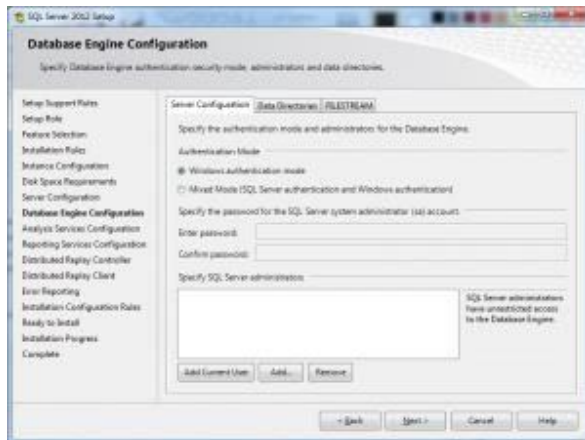 SQL Server 2012 Setup
Database Engine Configuration
Specify Database Engine authentication security mode, administrators and data directories.
Setup Support Rules
Setup Role
Feature Selection
Installation Rules
Instance Configuration
Disk Space Requirements
Server Configuration
Database Engine Configuration
Analysis Services Configuration
Reporting Services Configuration
Distributed Replay Controller
Distributed Replay Client
Error Reporting
Installation Configuration Rules
Ready to Install
Installation Progress
Complete
Server Configuration Data Directories FILESTREAM
Specify the authentication mode and administrators for the Database Engine.
Authentication Mode
Windows authentication mode
Mixed Mode (SQL Server authentication and Windows authentication)
Specify the password for the SQL Server system administrator (sa) account.
Enter password:
Confirm password:
Specify SQL Server administrators
SQL Server administrators
have unrestricted access
to the Database Engine.
Add Current User Add... Remove
< Back Next > Cancel Help